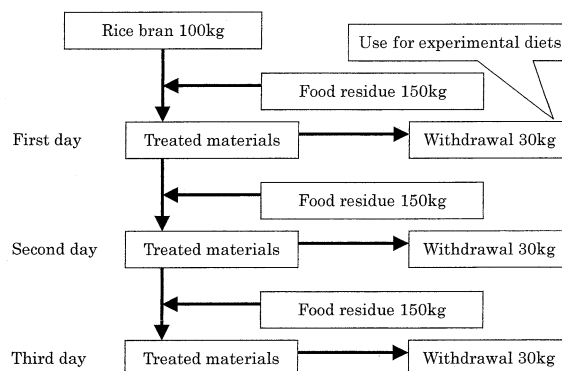 Rice bran 100kg
Use for experimental diets
Food residue 150kg
First day
Treated materials
Withdrawal 30kg
Food residue 150kg
Second day
Treated materials
Withdrawal 30kg
Food residue 150kg
Third day
Treated materials
Withdrawal 30kg